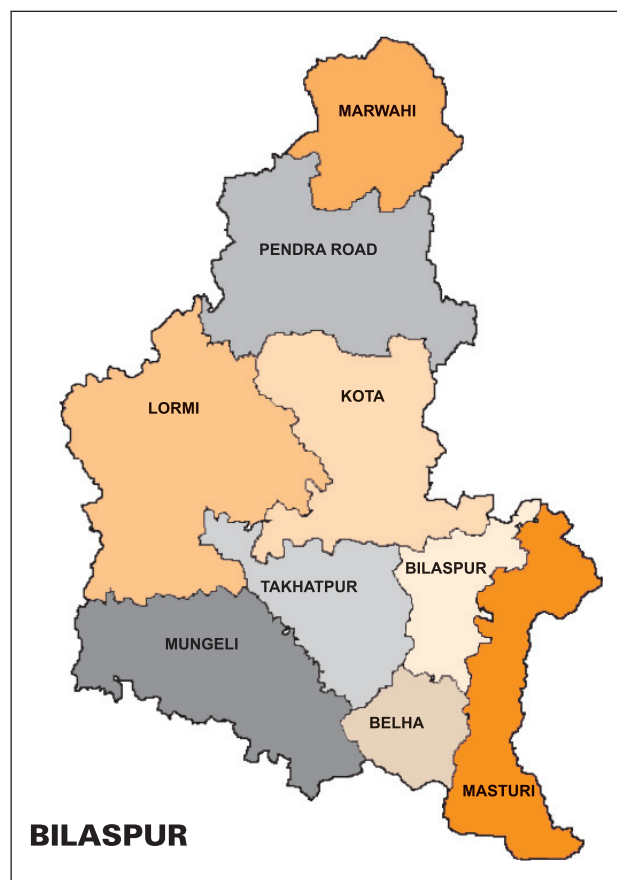 MARWAHI
PENDRA ROAD
KOTA
LORMI
BILASPUR
TAKHATPUR
MUNGELI
BELHA
MASTURI
BILASPUR